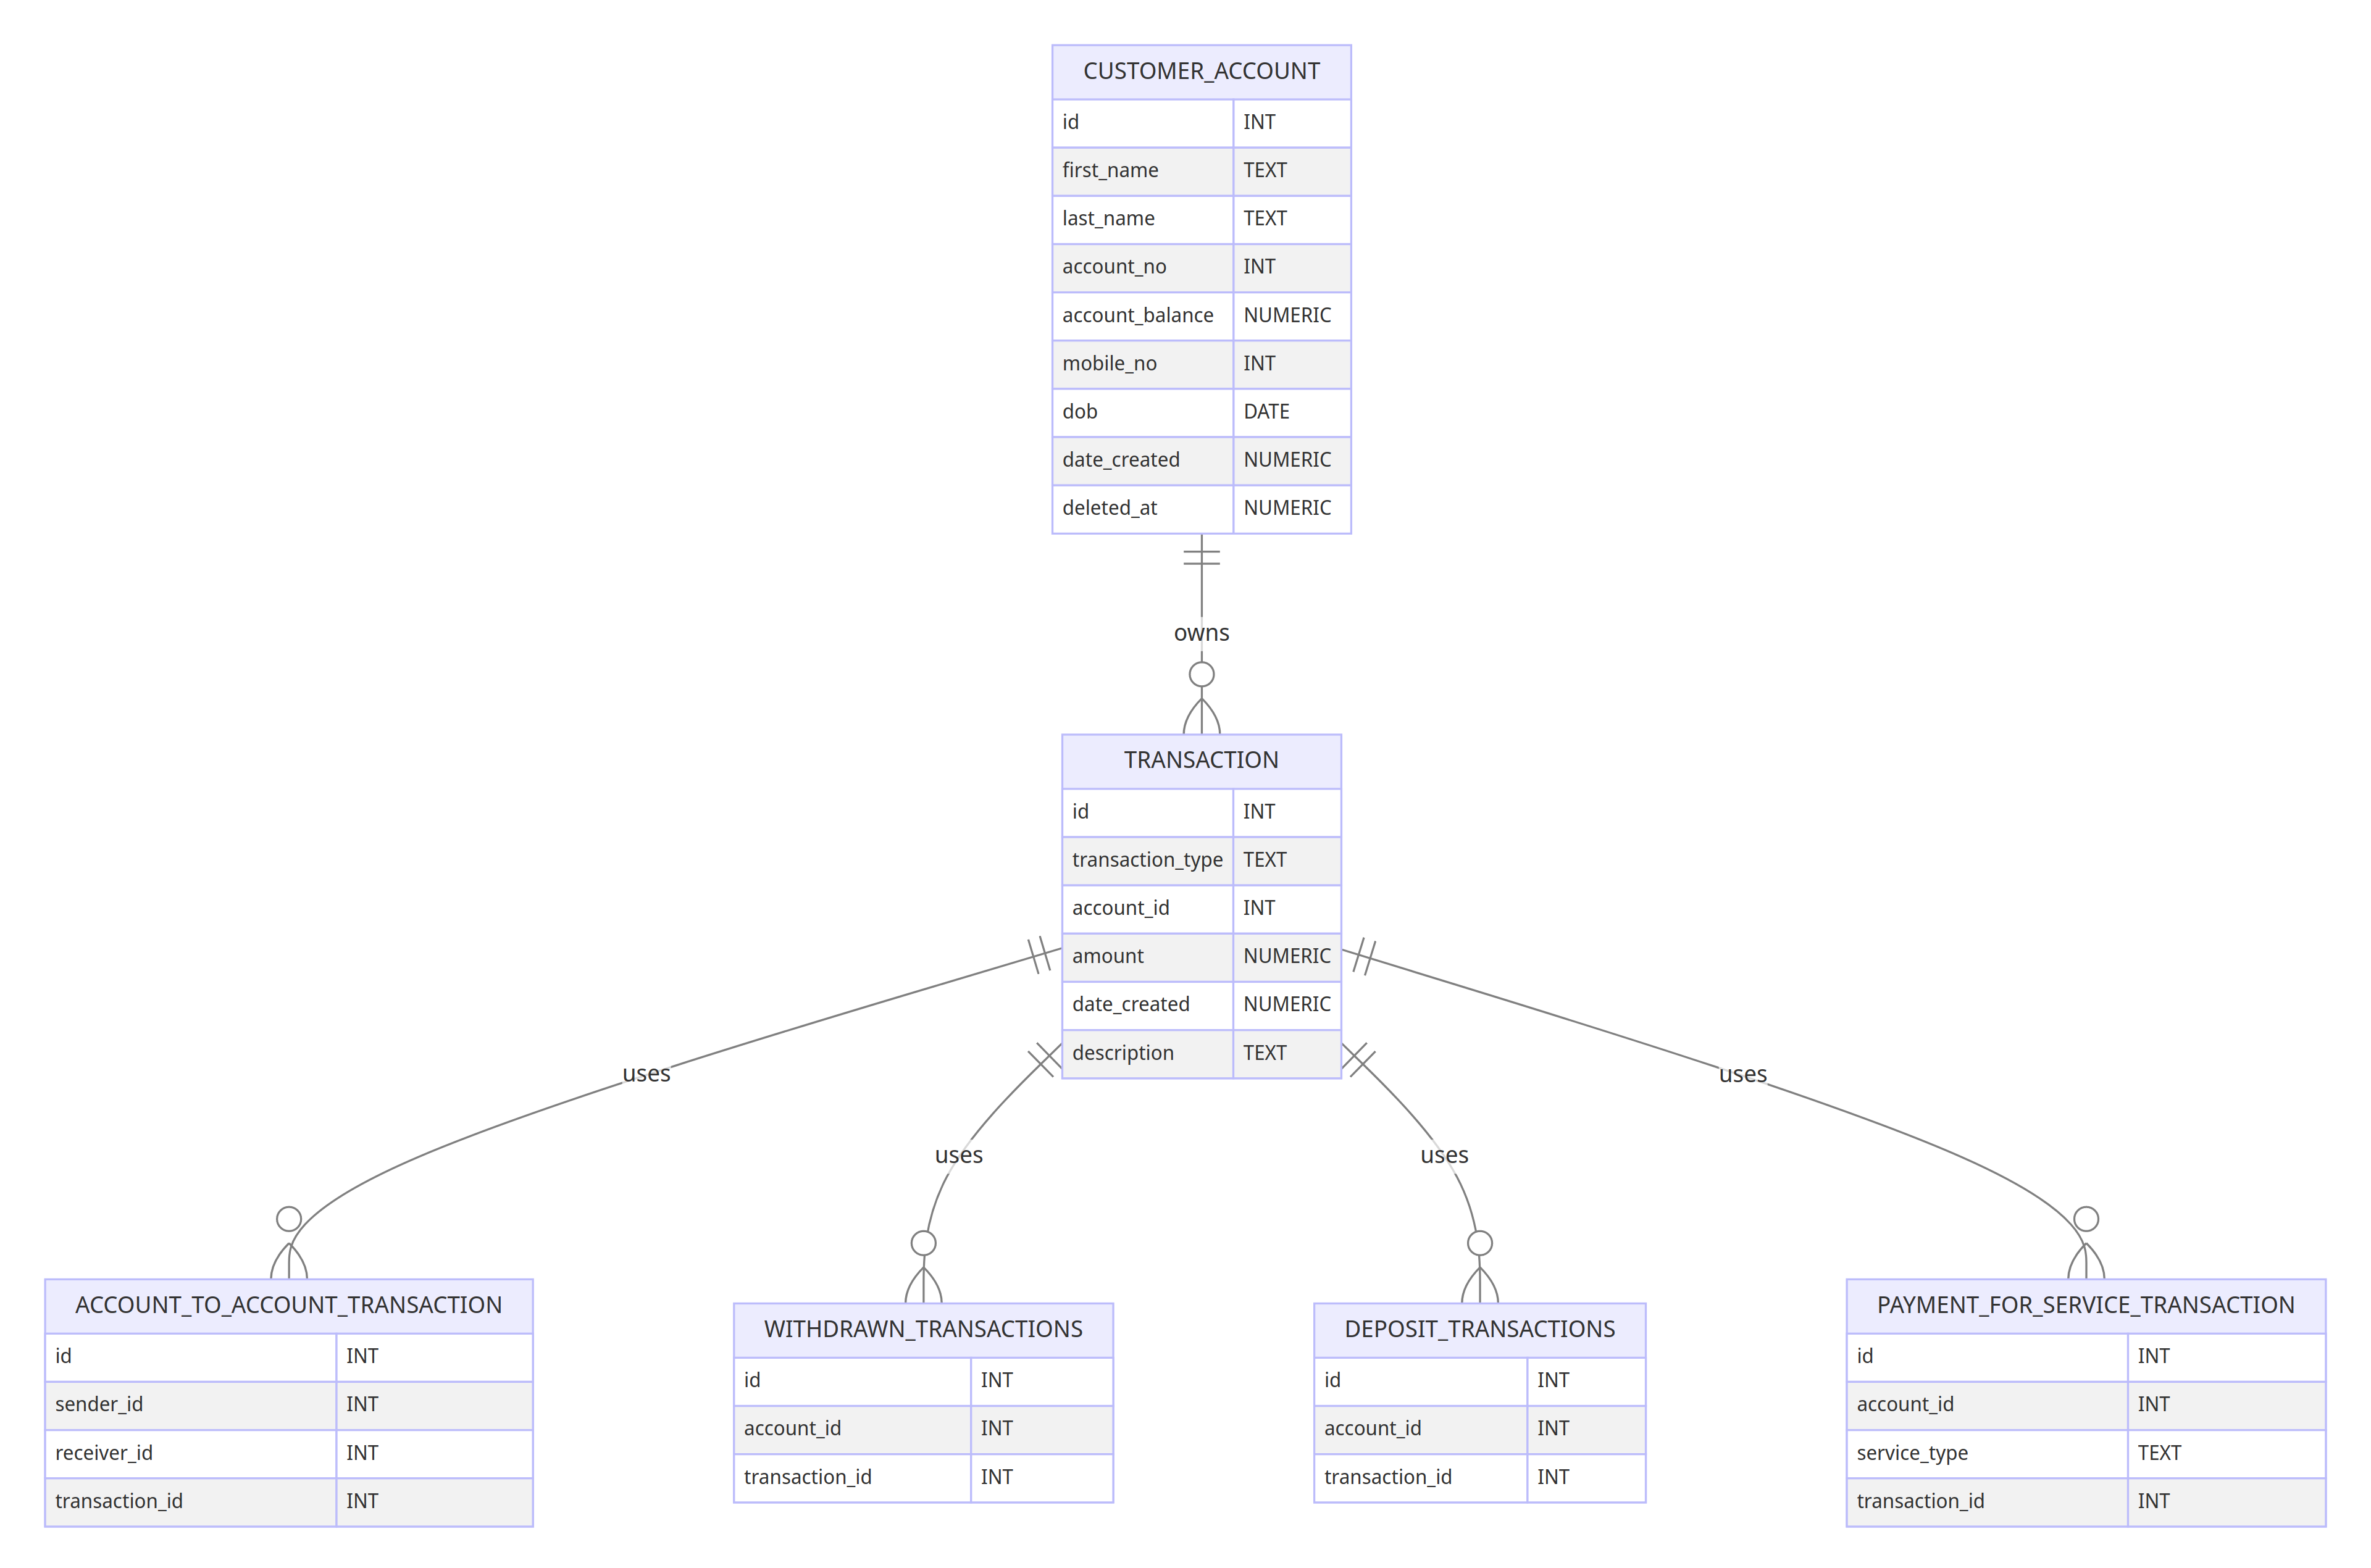 CUSTOMER_ACCOUNT
id INT
first_name TEXT
last_name TEXT
account_no INT
account_balance NUMERIC
mobile_no INT
dob DATE
date_created NUMERIC
deleted_at NUMERIC
owns
TRANSACTION
id INT
transaction_type TEXT
account_id INT
amount NUMERIC
date_created NUMERIC
description TEXT
uses
uses
uses
uses
ACCOUNT_TO_ACCOUNT_TRANSACTION
id INT
sender_id INT
receiver_id INT
transaction_id INT
WITHDRAWN_TRANSACTIONS
id INT
account_id INT
transaction_id INT
DEPOSIT_TRANSACTIONS
id INT
account_id INT
transaction_id INT
PAYMENT_FOR_SERVICE_TRANSACTION
id INT
account_id INT
service_type TEXT
transaction_id INT